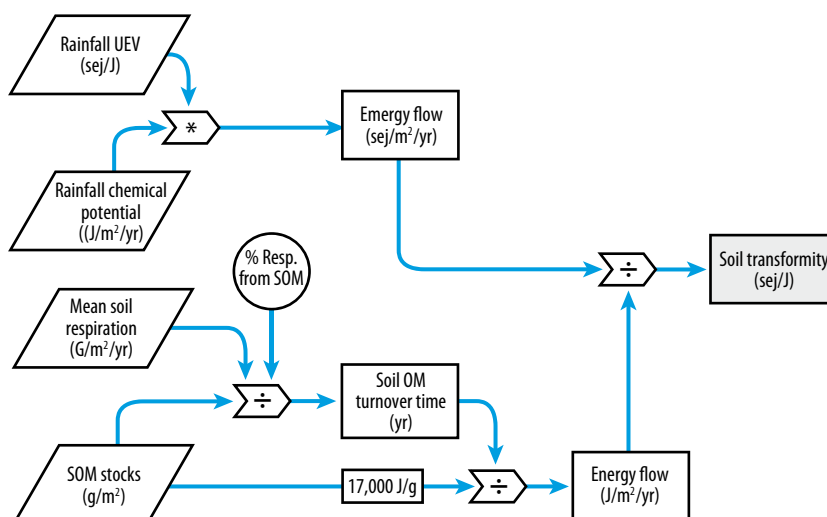 Rainfall UEV
(sej/J)
*
Emergy flow
(sej/m²/yr)
Rainfall chemical
potential
((J/m²/yr)
% Resp.
from SOM
÷
Soil transformity
(sej/J)
Mean soil
respiration
(G/m²/yr)
÷
Soil OM
turnover time
(yr)
SOM stocks
(g/m²)
17,000 J/g
÷
Energy flow
(J/m²/yr)